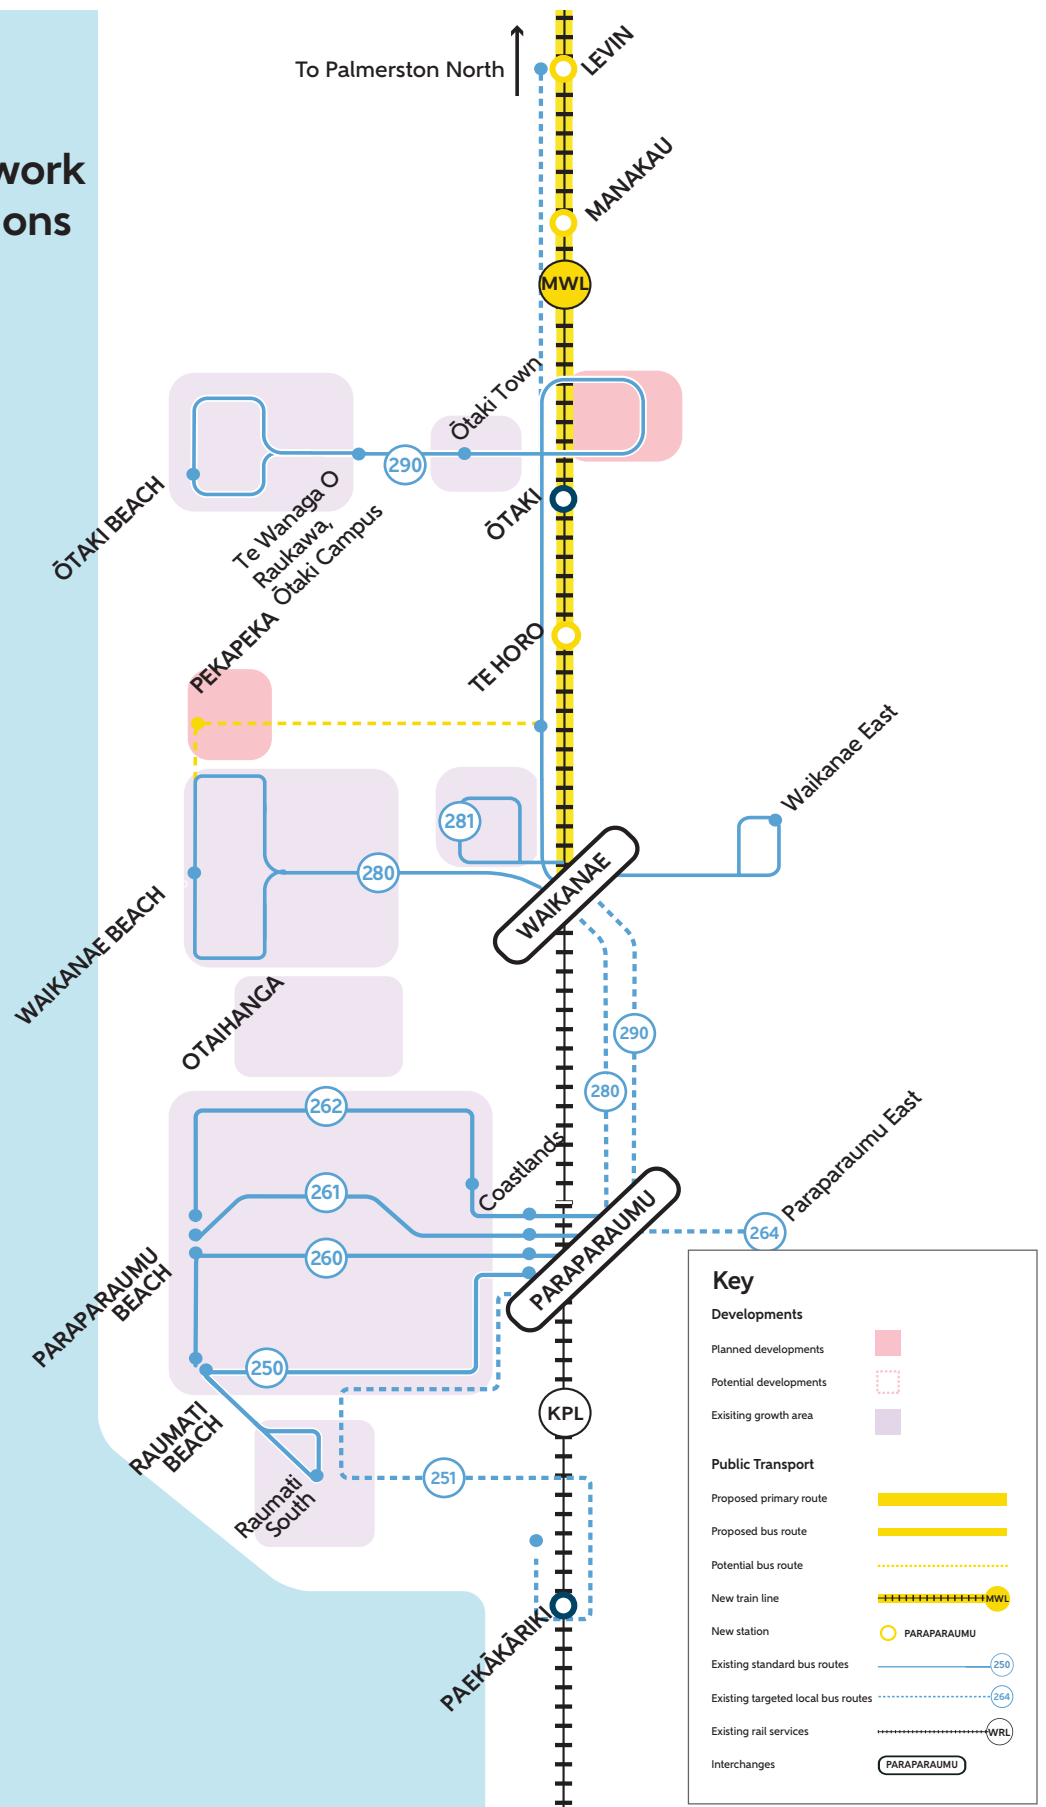 work
ions
To Palmerston North
LEVIN
MANAKAU
MWL
Ōtaki Town
290
ŌTAKI BEACH
Te Wanaga O
Raukawa,
Ōtaki Campus
ŌTAKI
PEKAPEKA
TE HORO
Waikanae East
281
280
WAIKANAE
WAIKANAE BEACH
OTAIHANGA
290
280
262
Coastlands
261
260
PARAPARAUMU
Paraparaumu East
264
PARAPARAUMU
BEACH
250
KPL
RAUMATI
BEACH
251
Raumati
South
PAEKĀKĀRIKI
Key
Developments
Planned developments
Potential developments
Exisiting growth area
Public Transport
Proposed primary route
Proposed bus route
Potential bus route
New train line MWL
New station PARAPARAUMU
Existing standard bus routes 250
Existing targeted local bus routes 264
Existing rail services WRL
Interchanges PARAPARAUMU